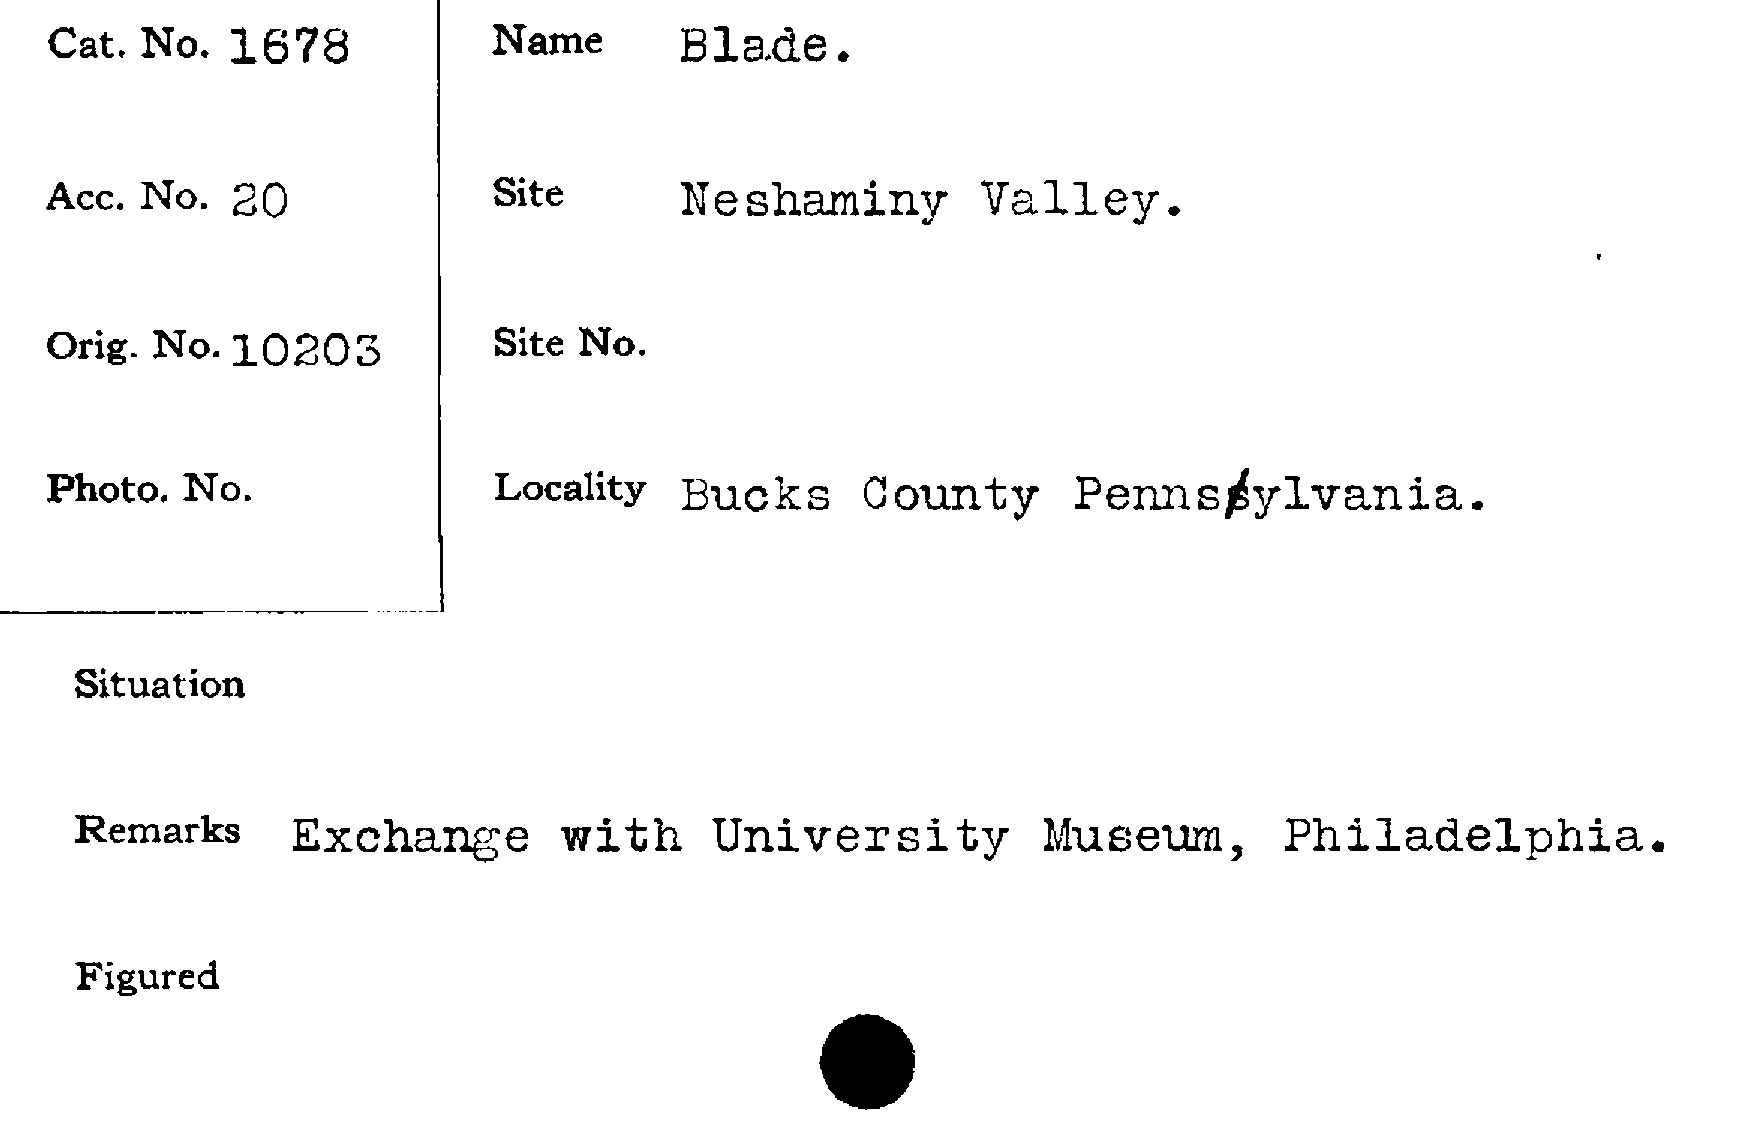 Cat. No. 1678
Name Blade.
Acc. No. 20
Site Neshaminy Valley.
Orig. No. 10203
Site No.
Photo. No.
Locality Bucks County Pennssylvania.
Situation
Remarks Exchange with University Museum, Philadelphia.
Figured